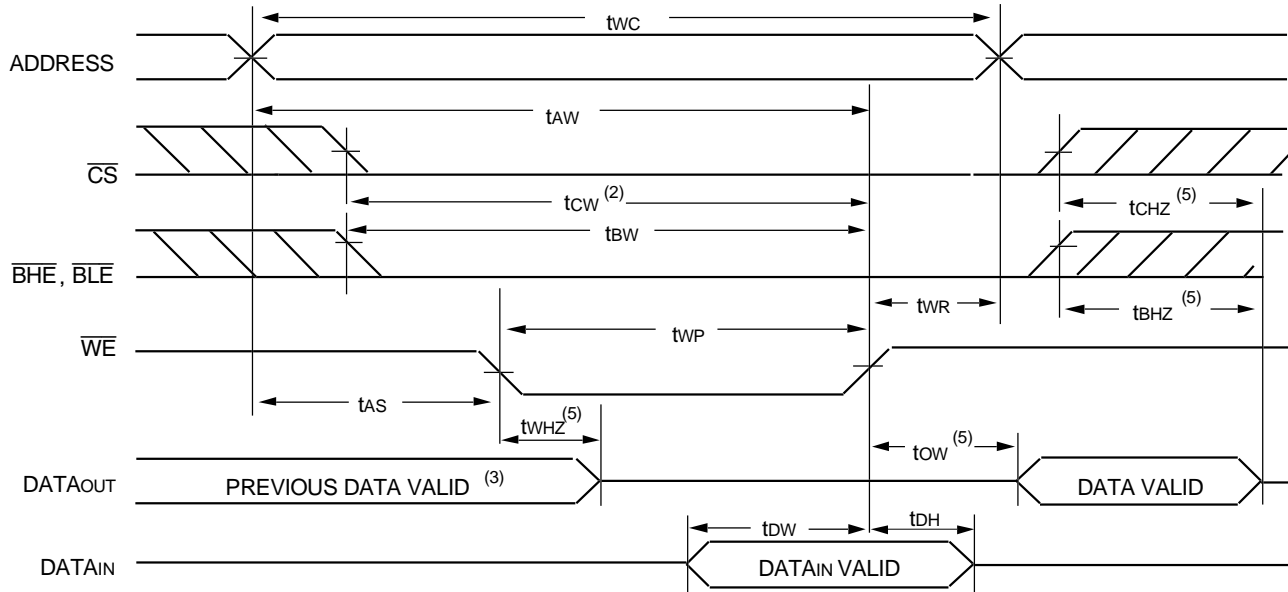 tWC
ADDRESS
tAW
CS
tCW (2)
tCHZ (5)
tBW
BHE, BLE
tWR
tBHZ (5)
tWP
WE
tAS
tWHZ (5)
tOW (5)
DATAOUT
PREVIOUS DATA VALID (3)
DATA VALID
tDW
tDH
DATAIN
DATAIN VALID